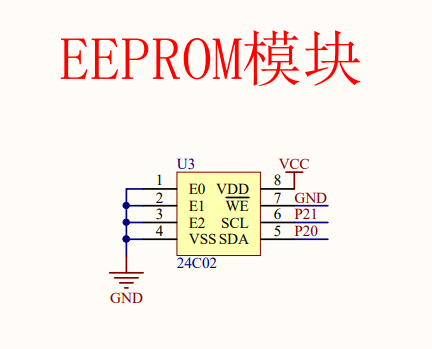 EEPROM模块
U3
VCC
1 E0 VDD 8
2 E1 WE 7 GND
3 E2 SCL 6 P21
4 VSS SDA 5 P20
24C02
GND